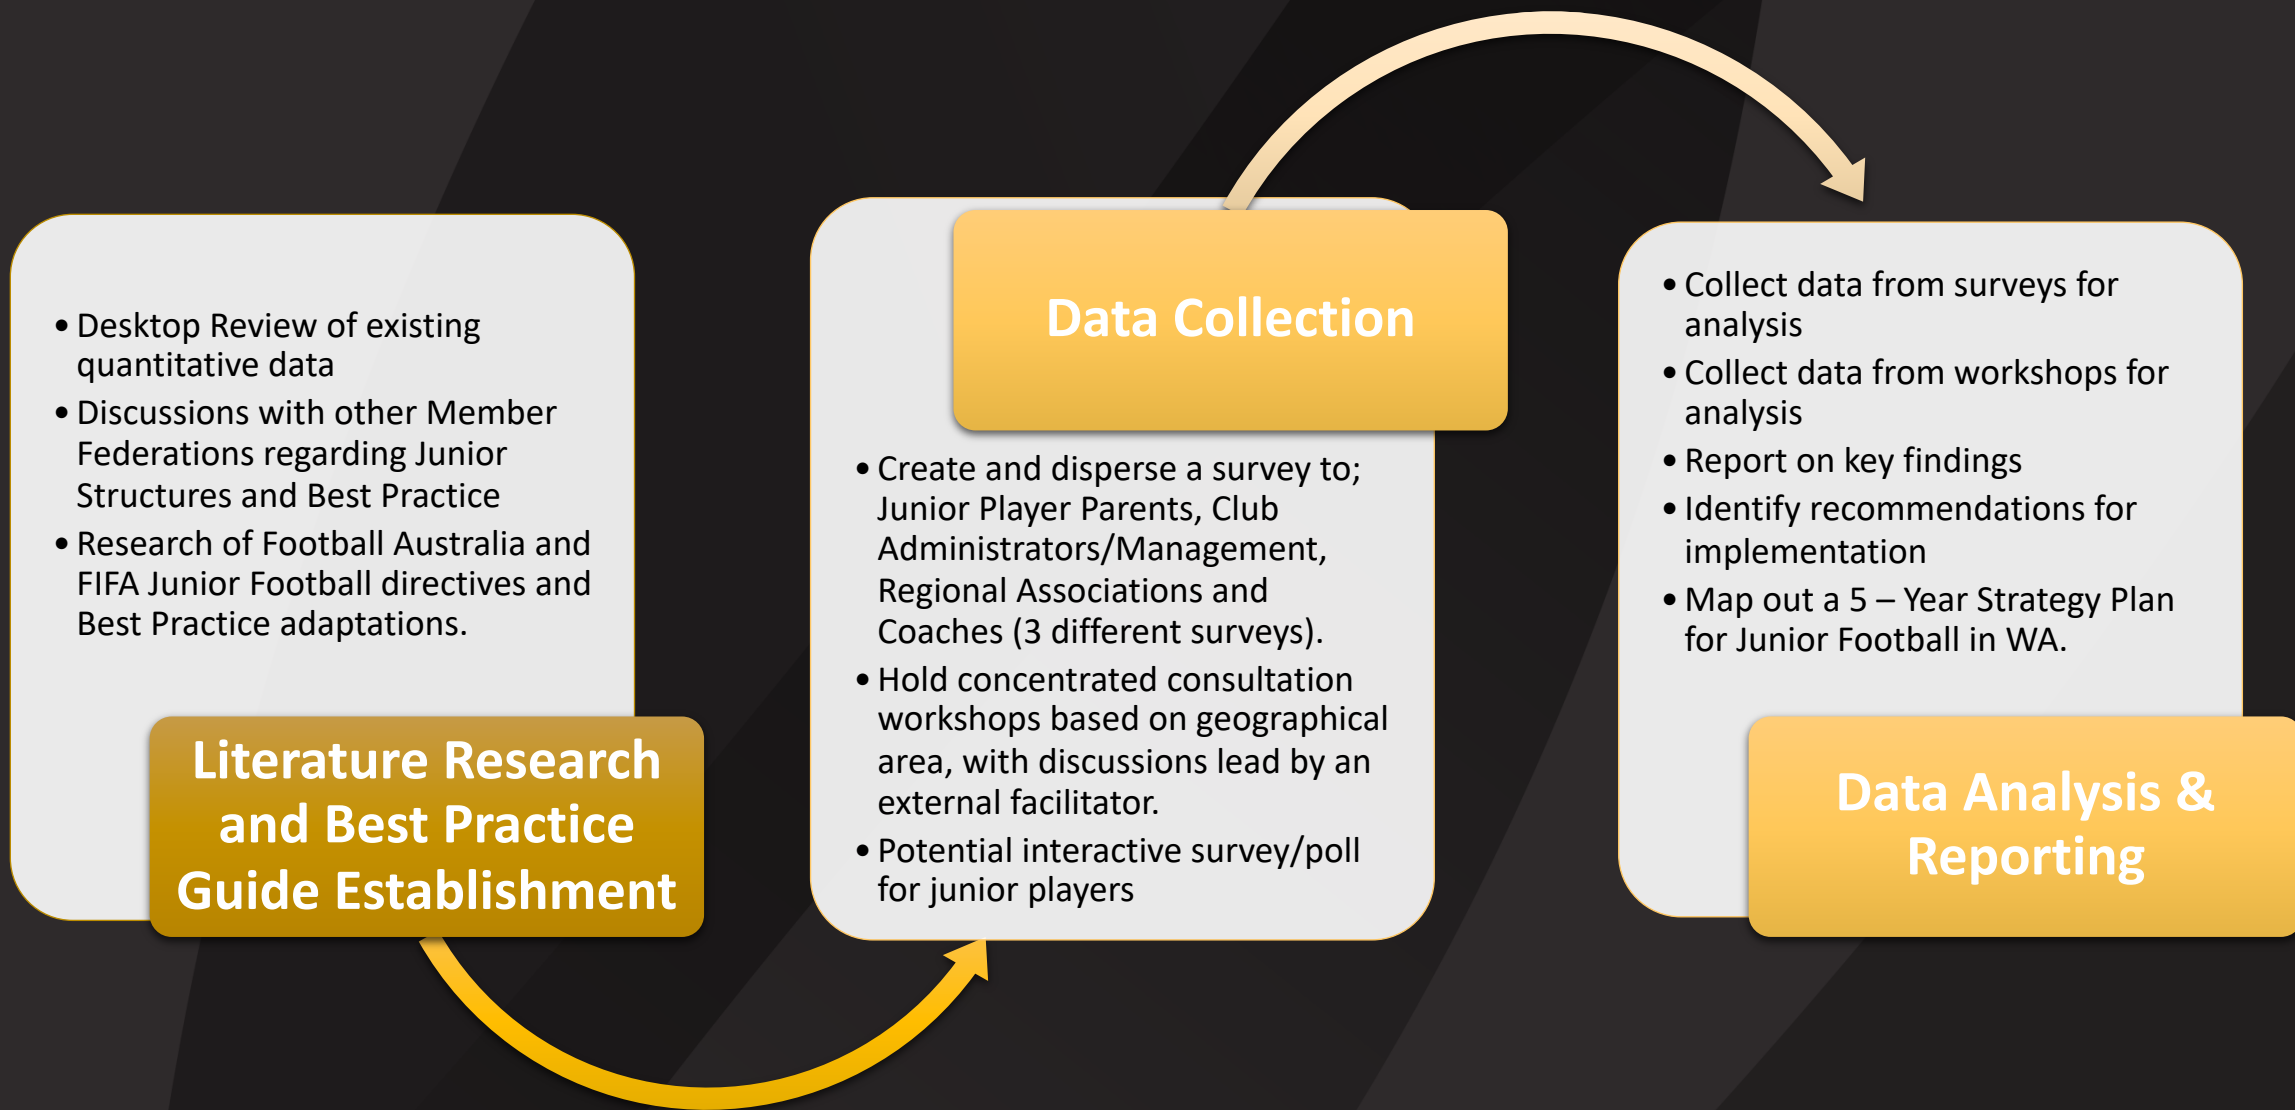 • Desktop Review of existing
quantitative data
• Discussions with other Member
Federations regarding Junior
Structures and Best Practice
• Research of Football Australia and
FIFA Junior Football directives and
Best Practice adaptations.
Literature Research
and Best Practice
Guide Establishment
Data Collection
• Create and disperse a survey to;
Junior Player Parents, Club
Administrators/Management,
Regional Associations and
Coaches (3 different surveys).
• Hold concentrated consultation
workshops based on geographical
area, with discussions lead by an
external facilitator.
• Potential interactive survey/poll
for junior players
• Collect data from surveys for
analysis
• Collect data from workshops for
analysis
• Report on key findings
• Identify recommendations for
implementation
• Map out a 5 – Year Strategy Plan
for Junior Football in WA.
Data Analysis &
Reporting